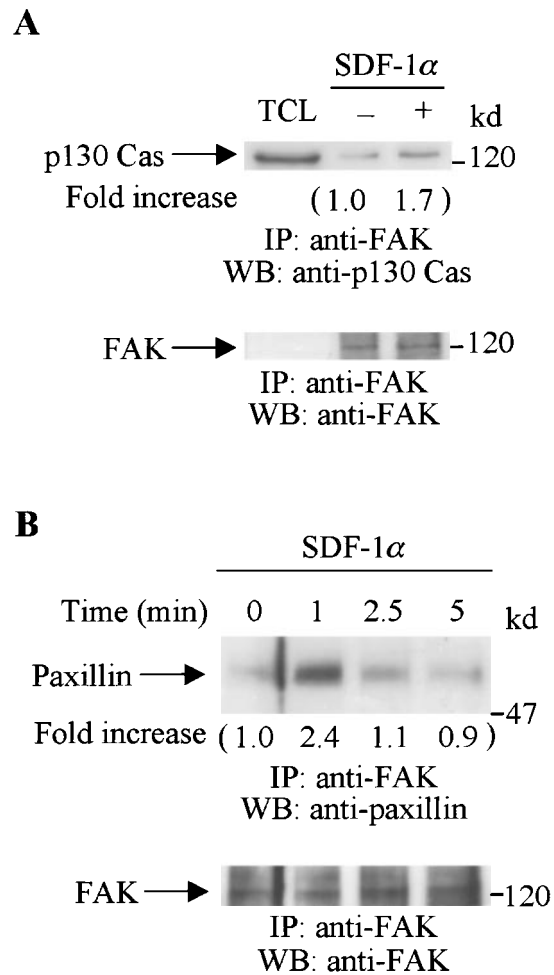 A
SDF-1α
TCL – + kd
p130 Cas -120
Fold increase (1.0 1.7)
IP: anti-FAK
WB: anti-p130 Cas
FAK -120
IP: anti-FAK
WB: anti-FAK
B
SDF-1α
Time (min) 0 1 2.5 5 kd
Paxillin
-47
Fold increase (1.0 2.4 1.1 0.9)
IP: anti-FAK
WB: anti-paxillin
FAK -120
IP: anti-FAK
WB: anti-FAK